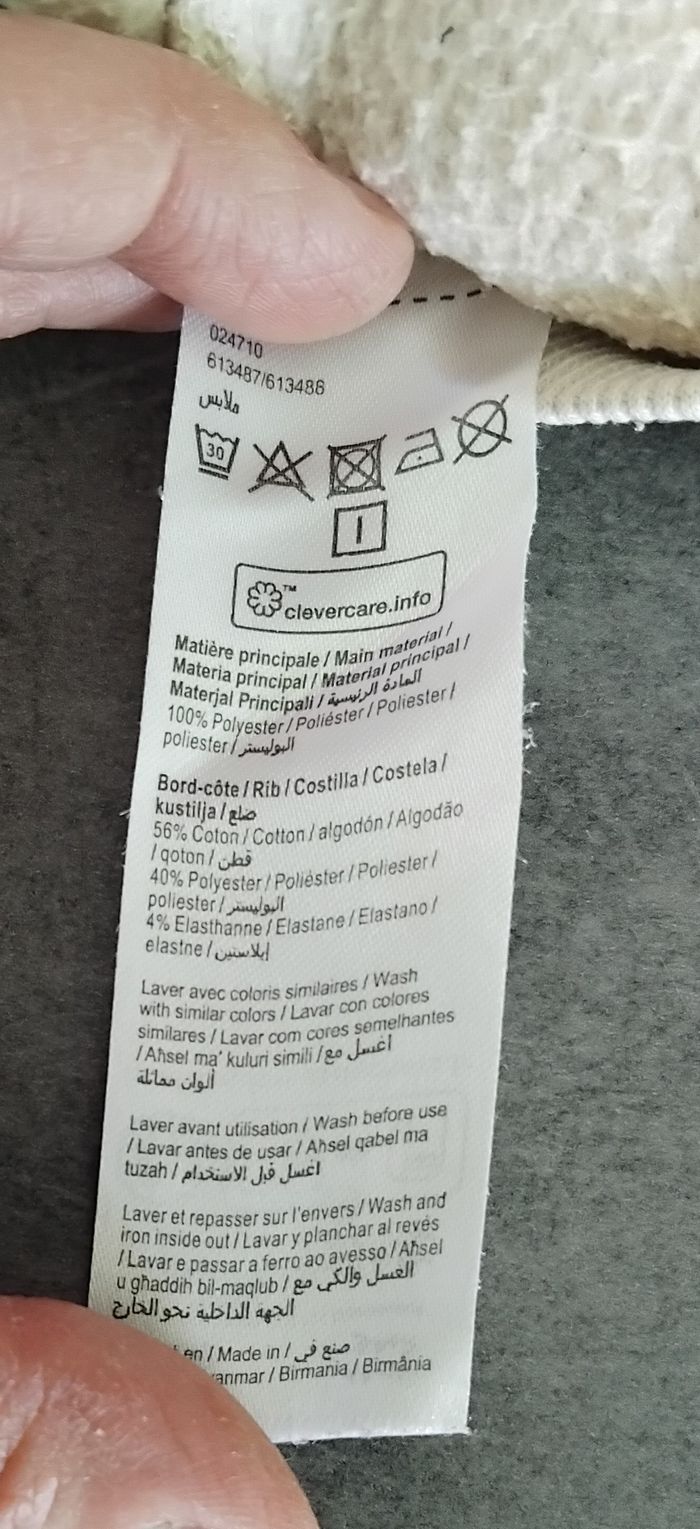 024710
613487/613486
ملابس
30
I
™
clevercare.info
Matière principale / Main material /
Materia principal / Material principal /
Materjal Prinċipali / المادة الرئيسية
100% Polyester / Poliéster / Poliester /
poliester / البوليستر
Bord-côte / Rib / Costilla / Costela /
kustilja / ضلع
56% Coton / Cotton / algodón / Algodão
/ qoton / قطن
40% Polyester / Poliéster / Poliester /
poliester / البوليستر
4% Elasthanne / Elastane / Elastano /
elastne / إيلاستين
Laver avec coloris similaires / Wash
with similar colors / Lavar con colores
similares / Lavar com cores semelhantes
/ Aħsel ma' kuluri simili / اغسل مع
ألوان مماثلة
Laver avant utilisation / Wash before use
/ Lavar antes de usar / Aħsel qabel ma
tuzah / اغسل قبل الاستخدام
Laver et repasser sur l'envers / Wash and
iron inside out / Lavar y planchar al revés
/ Lavar e passar a ferro ao avesso / Aħsel
u għaddih bil-maqlub / الغسل والكي مع
الجهة الداخلية نحو الخارج
en / Made in / صنع في
anmar / Birmania / Birmânia